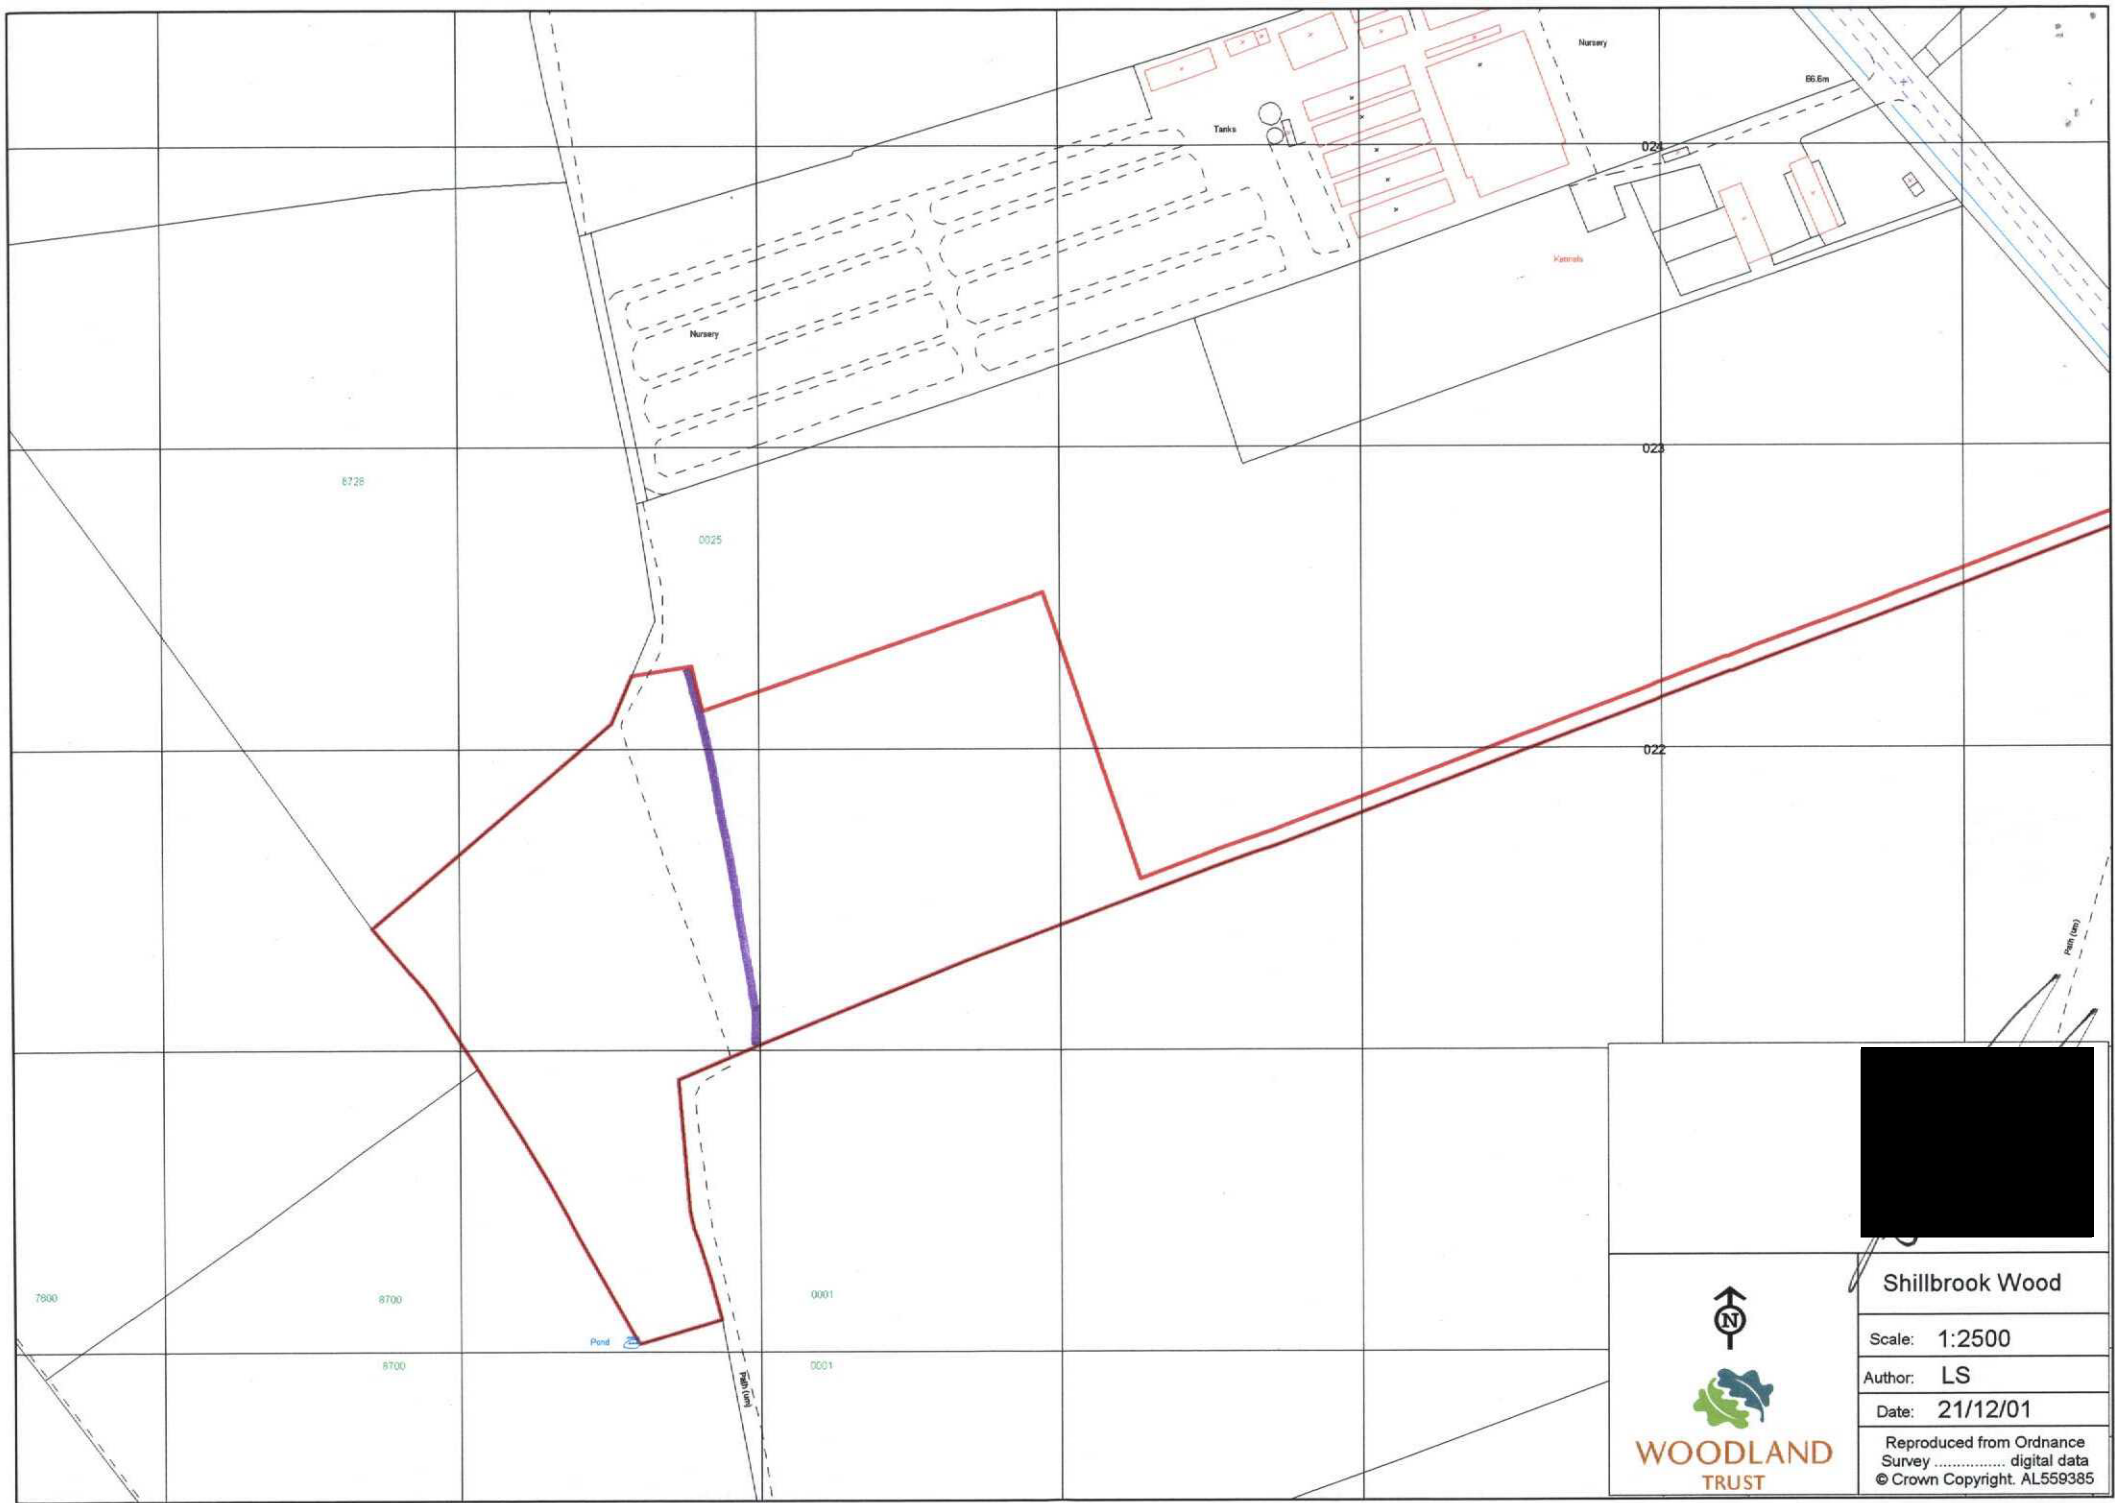 Nursery
66.6m
Tanks
024
Kennels
Nursery
023
8728
0025
022
Path (um)
Shillbrook Wood
N
7800
8700
0001
Scale: 1:2500
Pond
8700
0001
Path (um)
Author: LS
Date: 21/12/01
WOODLAND
TRUST
Reproduced from Ordnance
Survey ................ digital data
© Crown Copyright. AL559385